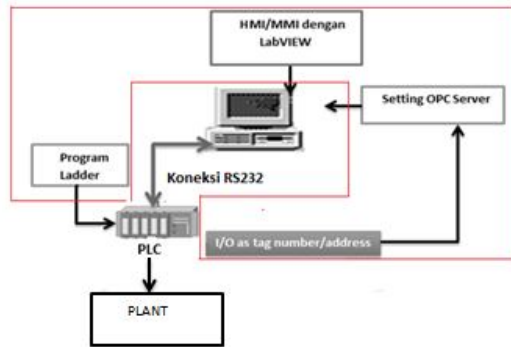 HMI/MMI dengan
LabVIEW
Setting OPC Server
Program
Ladder
Koneksi RS232
PLC
I/O as tag number/address
PLANT